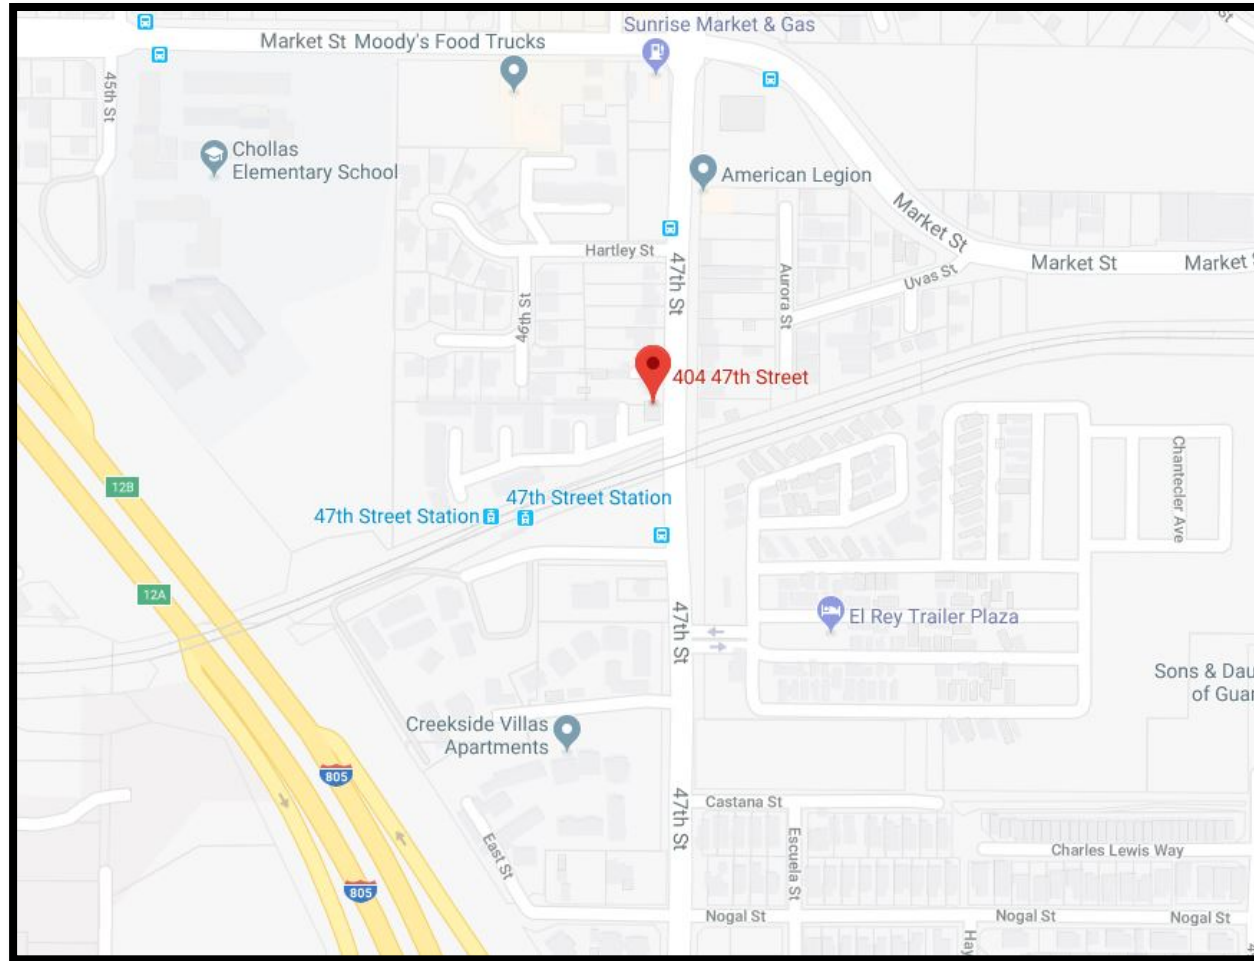 Sunrise Market & Gas
Market St
Moody's Food Trucks
45th St
Chollas
Elementary School
American Legion
Market St
Hartley St
47th St
Market St
Market
Uvas St
Aurora St
46th St
404 47th Street
Chantecler Ave
12B
47th Street Station
47th Street Station
12A
47th St
El Rey Trailer Plaza
Sons & Dau
of Guar
Creekside Villas
Apartments
805
47th St
Castana St
Escuela St
Charles Lewis Way
East St
805
Nogal St
Nogal St
Nogal St
Hay